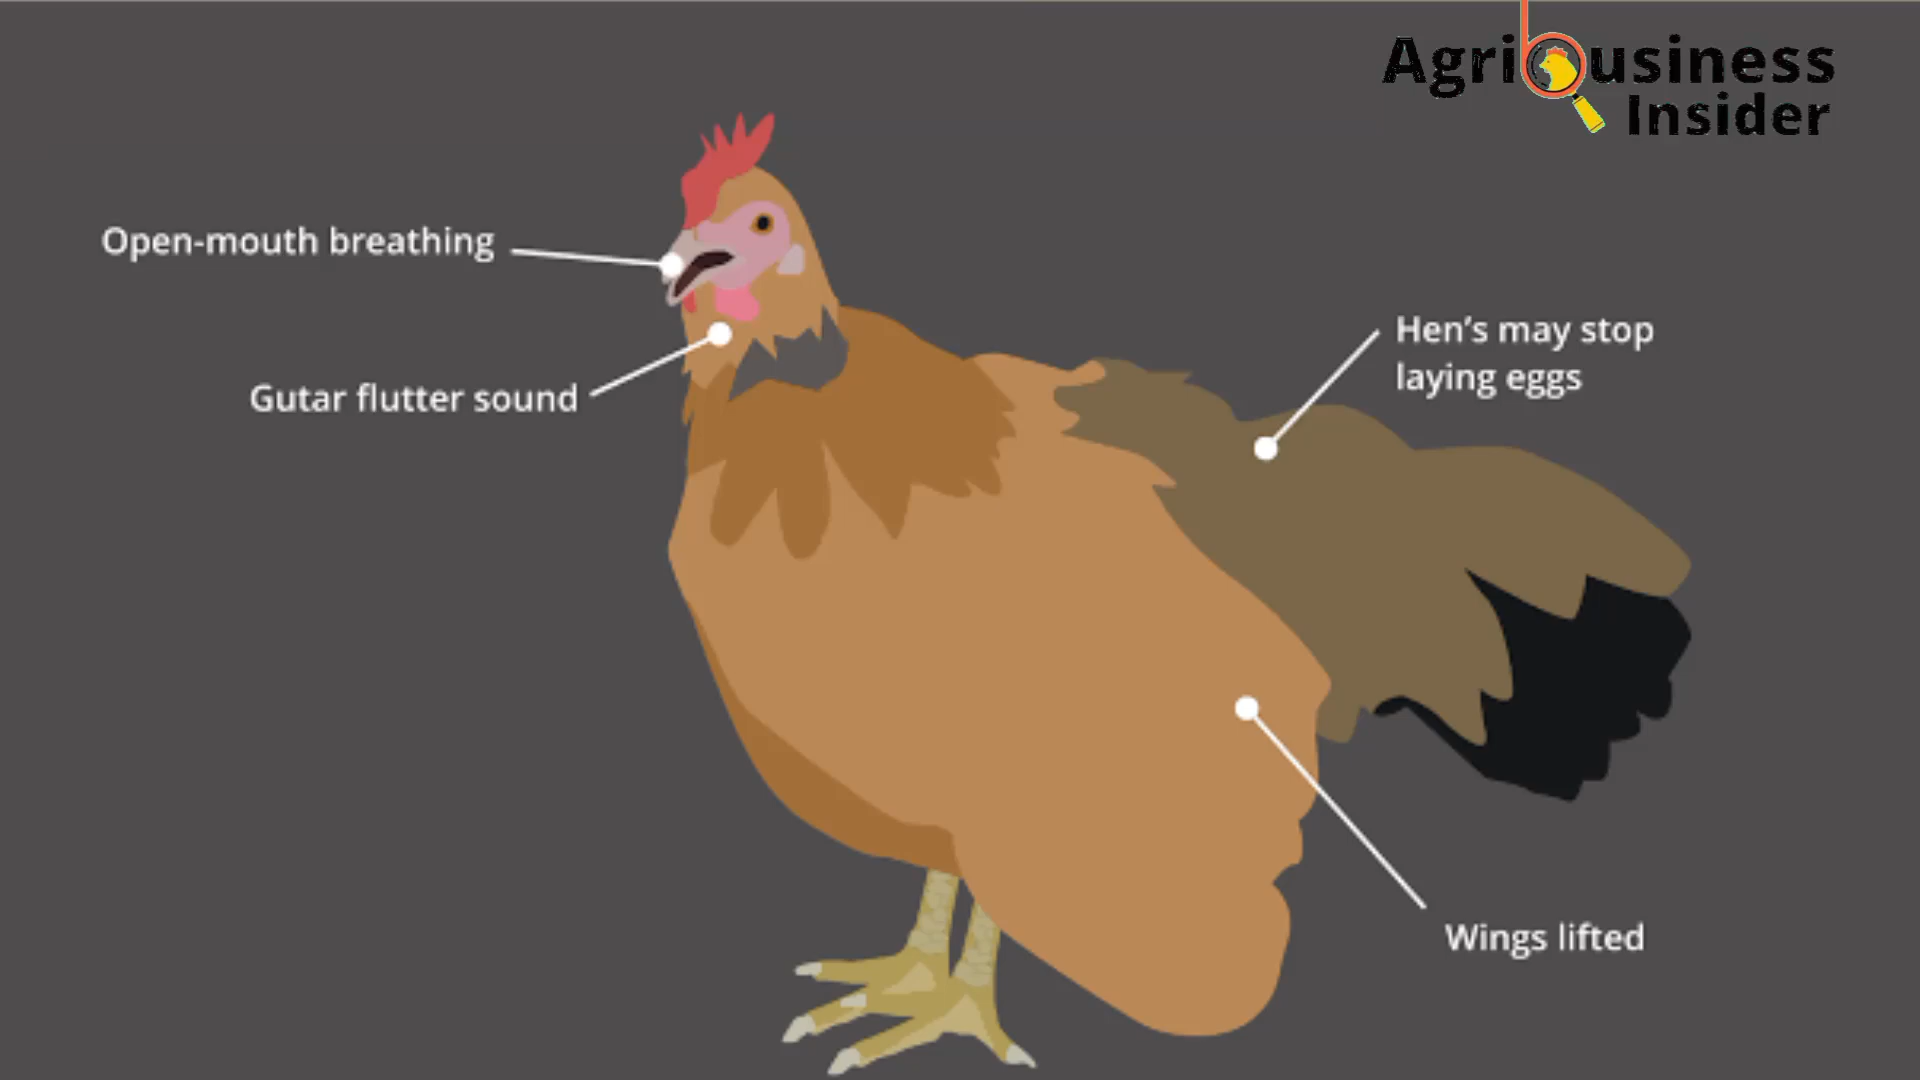 Agribusiness
Insider
Open-mouth breathing
Gutar flutter sound
Hen's may stop
laying eggs
Wings lifted